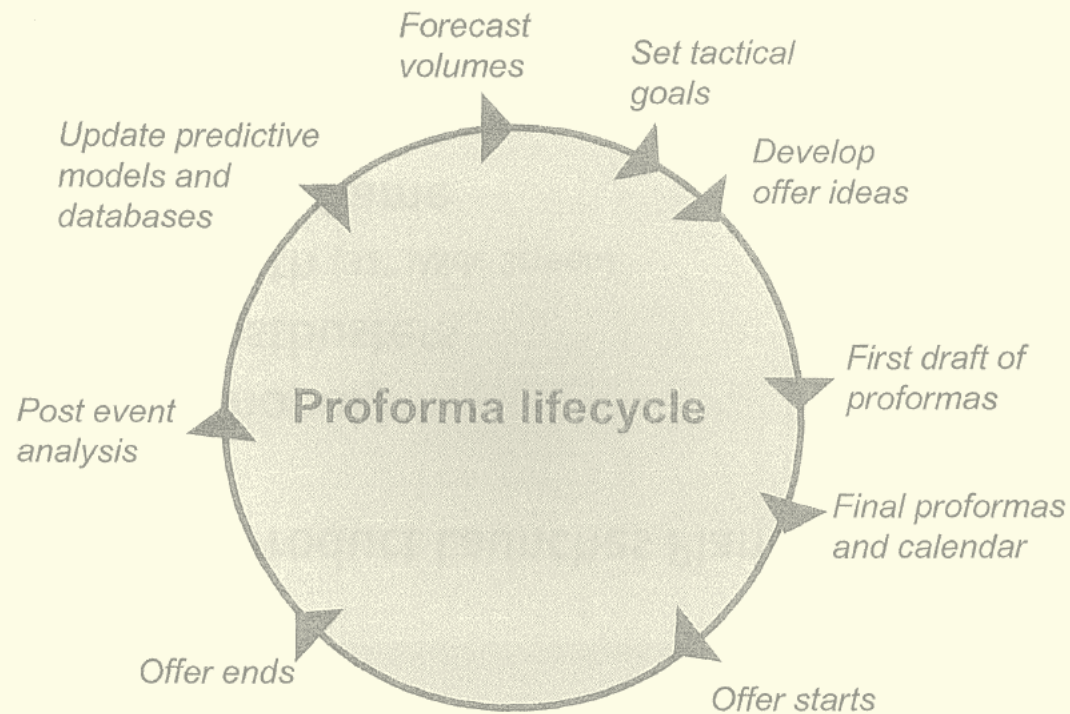 Forecast
volumes
Set tactical
goals
Develop
offer ideas
Update predictive
models and
databases
First draft of
proformas
Proforma lifecycle
Post event
analysis
Final proformas
and calendar
Offer ends
Offer starts